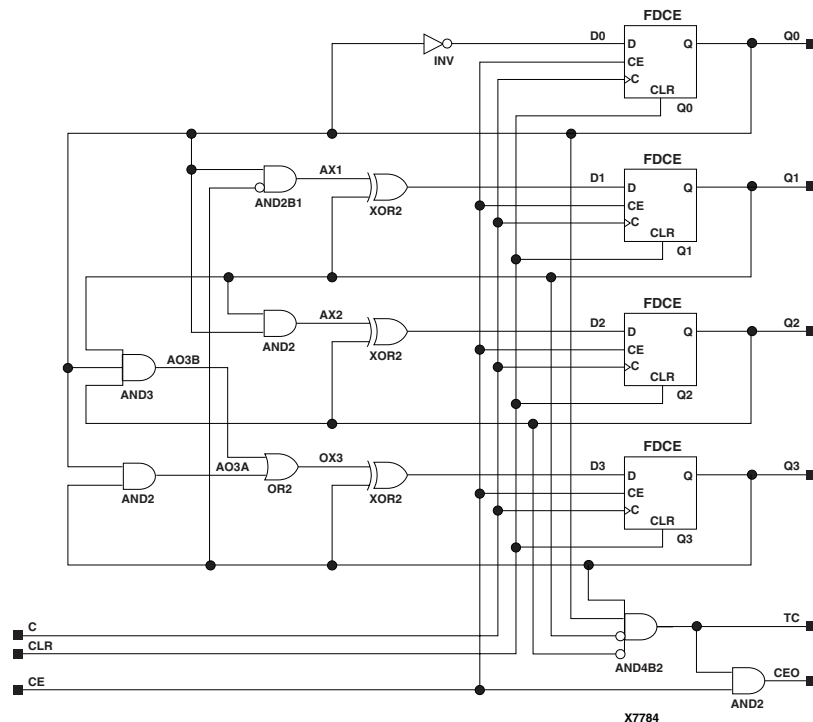 FDCE
D0 Q0
D Q
CE
INV
C
CLR
Q0
FDCE
AX1 D1 Q1
D Q
CE
AND2B1 XOR2
C
CLR
Q1
FDCE
AX2 D2 Q2
D Q
CE
AND2 XOR2
C
AO3B
CLR
Q2
AND3
FDCE
OX3 D3 Q3
AO3A
D Q
CE
AND2 OR2 XOR2
C
CLR
Q3
C TC
CLR
AND4B2
CE CEO
AND2
X7784